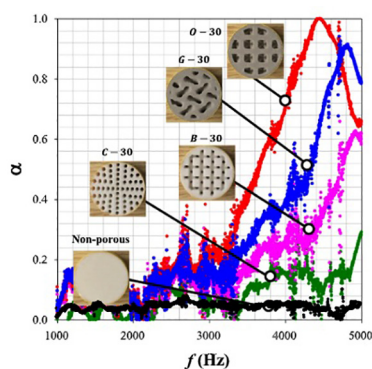 1.0
O – 30
G – 30
0.8
B – 30
0.6
C – 30
α
0.4
Non-porous
0.2
0.0
1000 2000 3000 4000 5000
f (Hz)